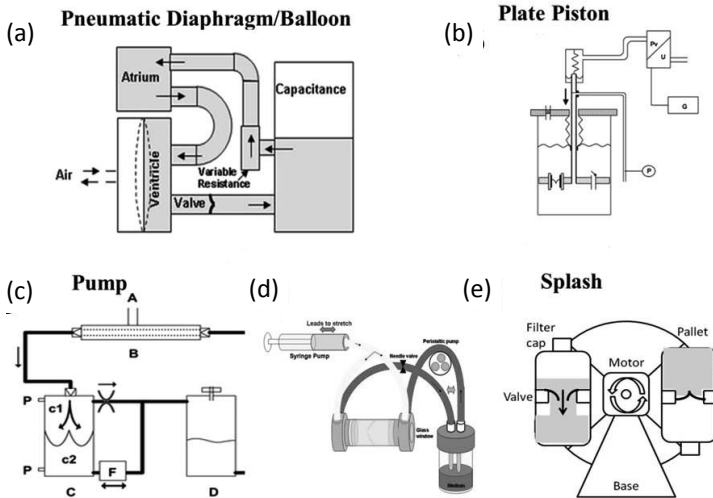 (a)
Pneumatic Diaphragm/Balloon
Atrium
Capacitance
Air
Ventricle
Variable
Resistance
Valve
(b)
Plate Piston
Pv
U
G
P
(c)
Pump
A
B
P
c1
c2
P
F
C
D
(d)
Leads to stretch
Syringe Pump
Needle valve
Peristaltic pump
Glass
window
Medium
(e)
Splash
Filter
cap
Pallet
Motor
Valve
Base